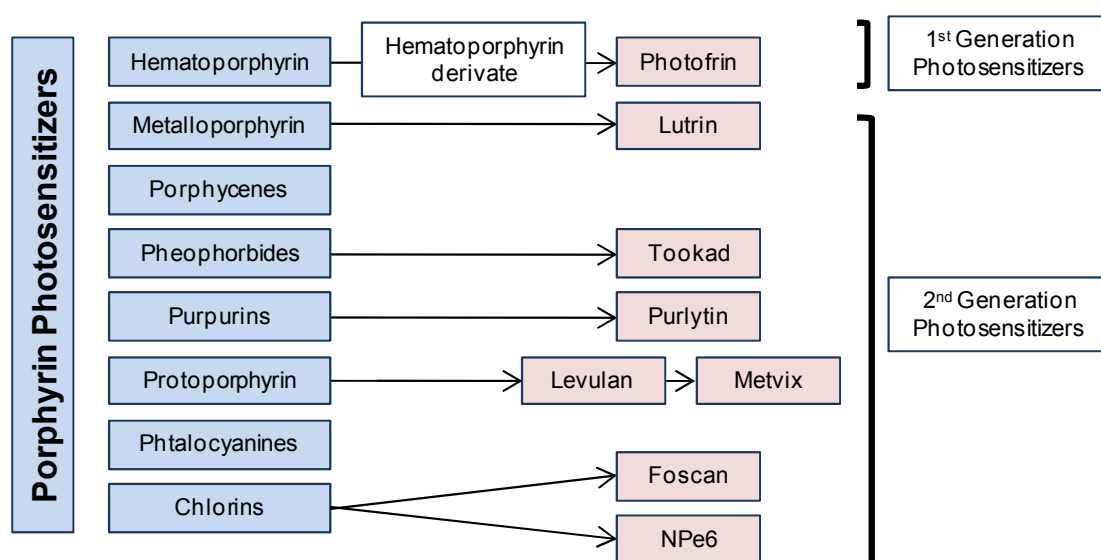 Porphyrin Photosensitizers
Hematoporphyrin
Hematoporphyrin
derivate
Photofrin
1st Generation
Photosensitizers
Metalloporphyrin
Lutrin
Porphycenes
Pheophorbides
Tookad
Purpurins
Purlytin
2nd Generation
Photosensitizers
Protoporphyrin
Levulan
Metvix
Phtalocyanines
Chlorins
Foscan
NPe6